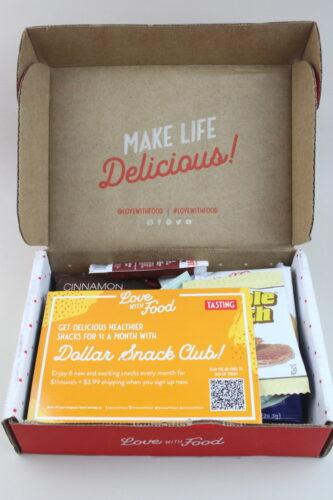 MAKE LIFE
Delicious!
@LOVEWITHFOOD | #LOVEWITHFOOD
CINNAMON
Love WITH Food
TASTING
GET DELICIOUS HEALTHIER
SNACKS FOR $1 A MONTH WITH
Dollar Snack Club!
Enjoy 6 new and exciting snacks every month for
$1/month + $3.99 shipping when you sign up now.
Love WITH Food